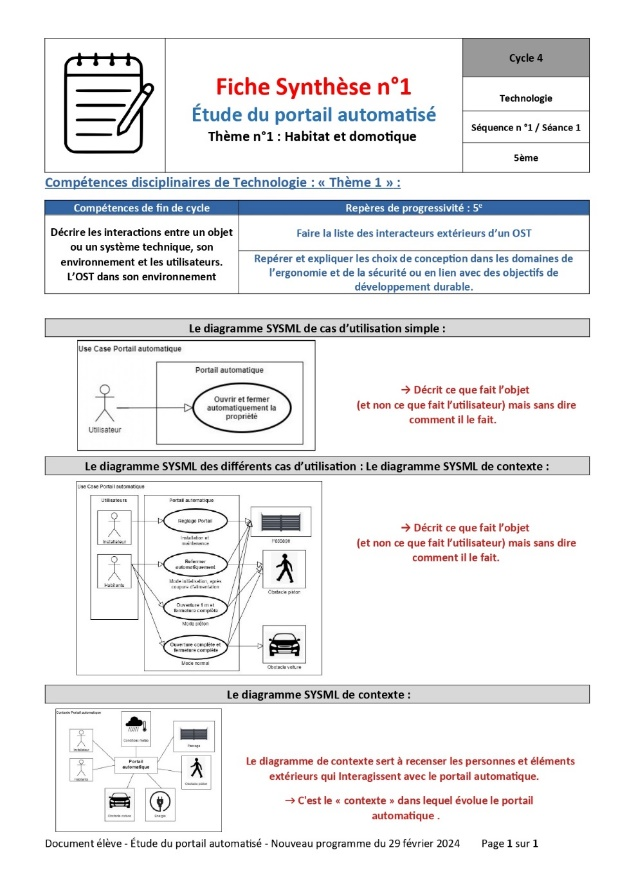 Fiche Synthèse n°1
Étude du portail automatisé
Thème n°1 : Habitat et domotique
Cycle 4
Technologie
Séquence n °1 / Séance 1
5ème
Compétences disciplinaires de Technologie : « Thème 1 » :
Compétences de fin de cycle
Repères de progressivité : 5e
Décrire les interactions entre un objet
ou un système technique, son
environnement et les utilisateurs.
L’OST dans son environnement
Faire la liste des interacteurs extérieurs d’un OST
Repérer et expliquer les choix de conception dans les domaines de
l’ergonomie et de la sécurité ou en lien avec des objectifs de
développement durable.
Le diagramme SYSML de cas d’utilisation simple :
Use Case Portail automatique
Portail automatique
Ouvrir et fermer
automatiquement la
propriété
Utilisateur
→ Décrit ce que fait l’objet
(et non ce que fait l’utilisateur) mais sans dire
comment il le fait.
Le diagramme SYSML des différents cas d’utilisation : Le diagramme SYSML de contexte :
Use Case Portail automatique
Utilisateurs
Portail automatique
Réglage Portail
Installateur
Installation et
maintenance
Refermer
automatiquement
Habitants
Mode initialisation, après
coupure d'alimentation
Obstacle piéton
Ouverture 1 m et
fermeture complète
Mode piéton
Ouverture complète et
fermeture complète
Mode normal
Obstacle voiture
→ Décrit ce que fait l’objet
(et non ce que fait l’utilisateur) mais sans dire
comment il le fait.
Le diagramme SYSML de contexte :
Contexte Portail automatique
Installateur
Habitants
Portail
automatique
Obstacle piéton
Obstacle voiture
Énergie
Le diagramme de contexte sert à recenser les personnes et éléments
extérieurs qui Interagissent avec le portail automatique.
→ C'est le « contexte » dans lequel évolue le portail
automatique .
Document élève - Étude du portail automatisé - Nouveau programme du 29 février 2024 Page 1 sur 1